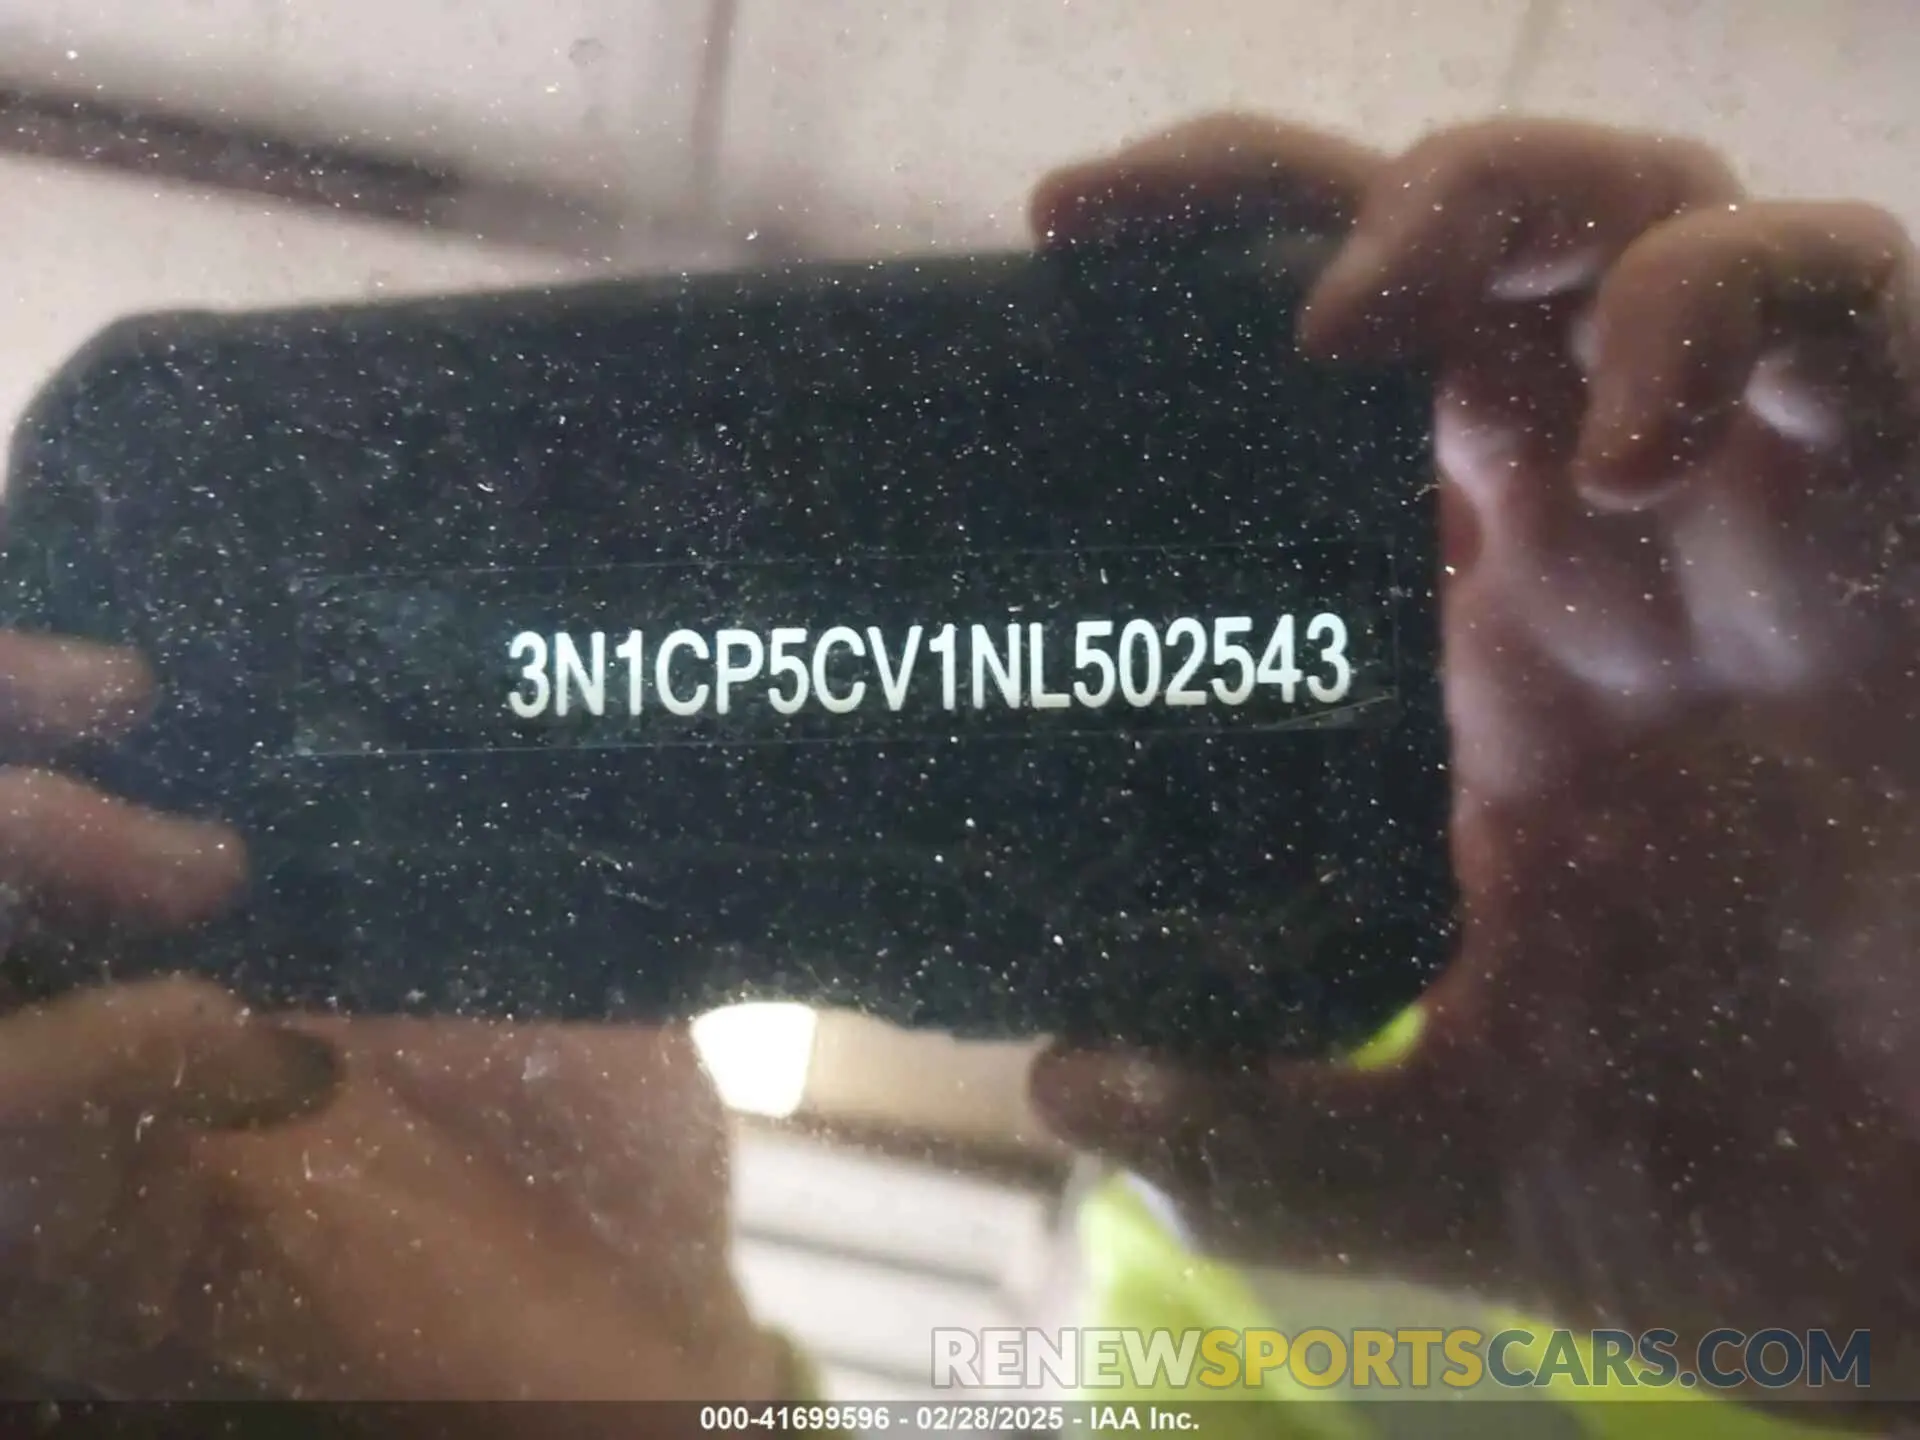 3N1CP5CV1NL502543
RENEWSPORTSCARS.COM
000-41699596 - 02/28/2025 - IAA Inc.